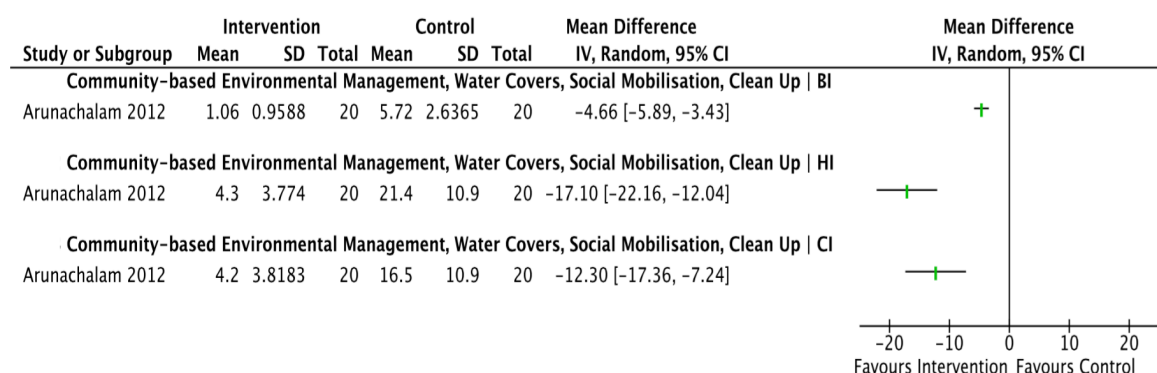 Intervention Control Mean Difference Mean Difference
Study or Subgroup Mean SD Total Mean SD Total IV, Random, 95% CI IV, Random, 95% CI
Community-based Environmental Management, Water Covers, Social Mobilisation, Clean Up | BI
Arunachalam 2012 1.06 0.9588 20 5.72 2.6365 20 −4.66 [−5.89, −3.43]
Community-based Environmental Management, Water Covers, Social Mobilisation, Clean Up | HI
Arunachalam 2012 4.3 3.774 20 21.4 10.9 20 −17.10 [−22.16, −12.04]
Community-based Environmental Management, Water Covers, Social Mobilisation, Clean Up | CI
Arunachalam 2012 4.2 3.8183 20 16.5 10.9 20 −12.30 [−17.36, −7.24]
−20 −10 0 10 20
Favours Intervention Favours Control